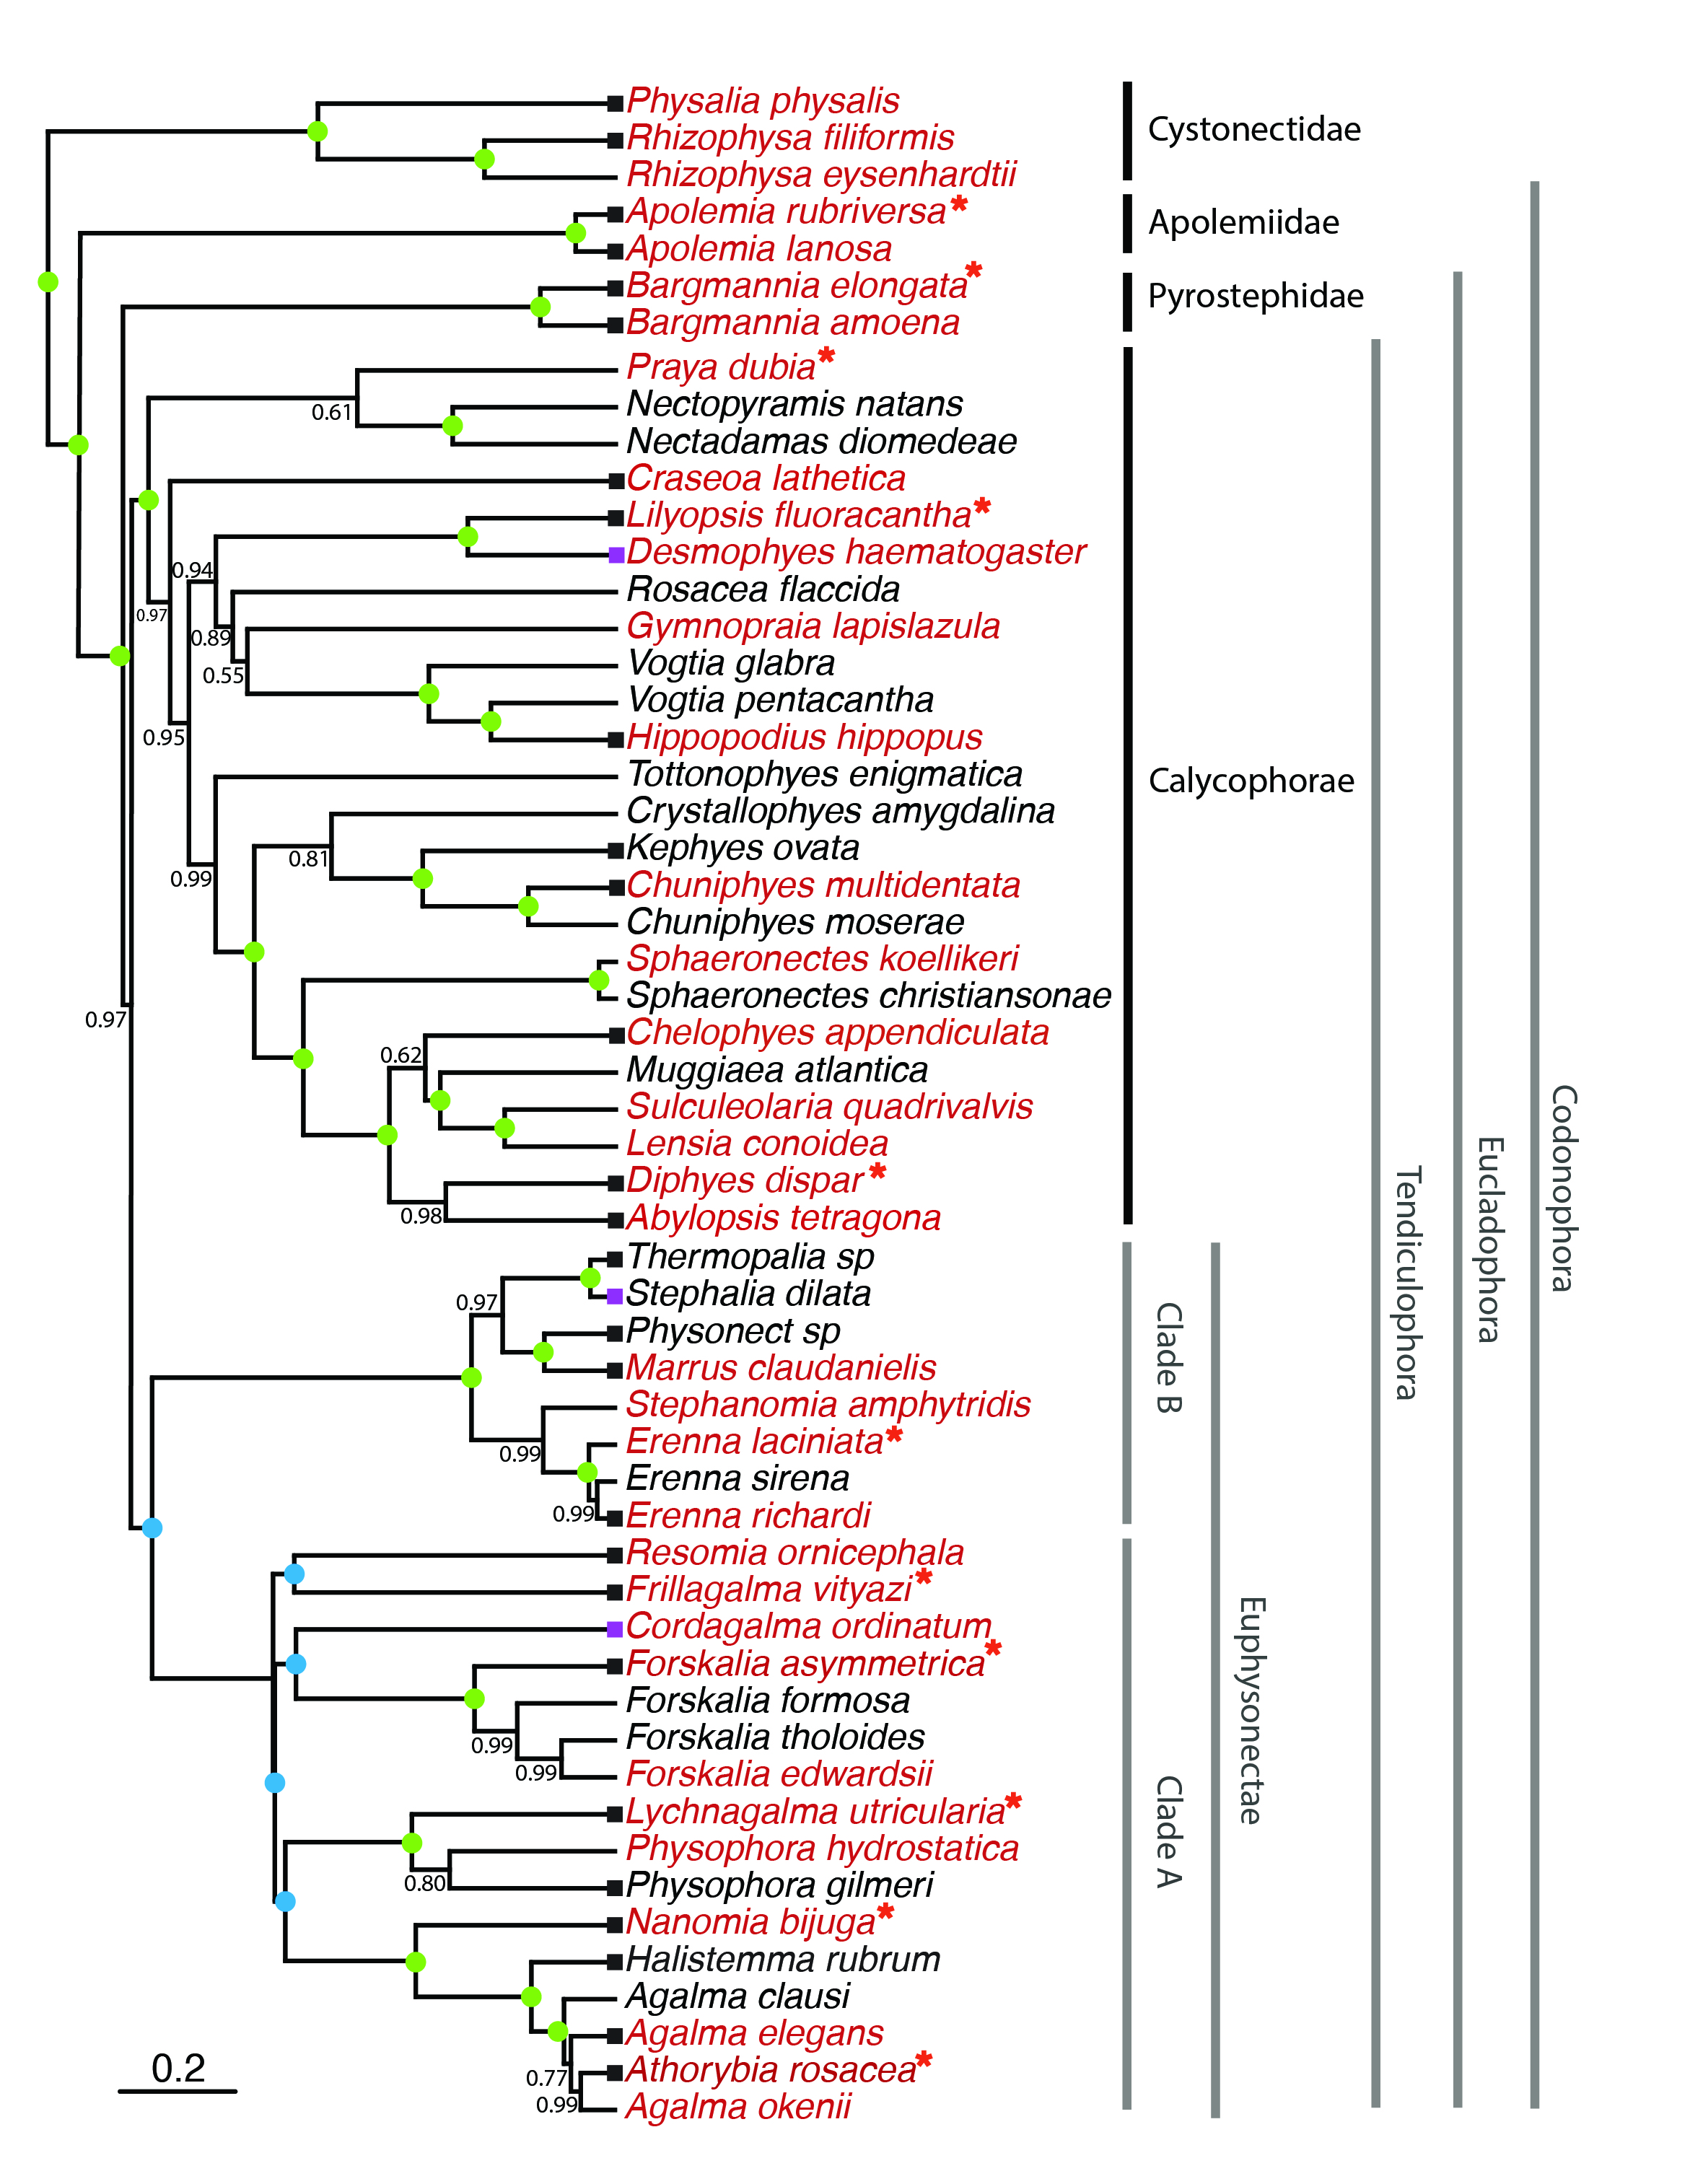 Physalia physalis
Rhizophysa filiformis
Rhizophysa eysenhardtii
Cystonectidae
Apolemia rubriversa*
Apolemia lanosa
Apolemiidae
Bargmannia elongata*
Bargmannia amoena
Pyrostephidae
Praya dubia*
0.61
Nectopyramis natans
Nectadamas diomedeae
Craseoa lathetica
Lilyopsis fluoracantha*
Desmophyes haematogaster
0.94
Rosacea flaccida
0.97
Gymnopraia lapislazula
0.89
Vogtia glabra
0.55
Vogtia pentacantha
Hippopodius hippopus
0.95
Tottonophyes enigmatica
Calycophorae
Crystallophyes amygdalina
Kephyes ovata
0.81
0.99
Chuniphyes multidentata
Chuniphyes moserae
Sphaeronectes koellikeri
Sphaeronectes christiansonae
0.97
Chelophyes appendiculata
0.62
Muggiaea atlantica
Sulculeolaria quadrivalvis
Lensia conoidea
Diphyes dispar*
Abylopsis tetragona
0.98
Thermopalia sp
Stephalia dilata
0.97
Physonect sp
Marrus claudanielis
Stephanomia amphytridis
Erenna laciniata*
0.99
Erenna sirena
Erenna richardi
0.99
Resomia ornicephala
Frillagalma vityazi*
Cordagalma ordinatum
Forskalia asymmetrica*
Forskalia formosa
Forskalia tholoides
0.99
Forskalia edwardsii
0.99
Lychnagalma utricularia*
Physophora hydrostatica
Physophora gilmeri
0.80
Nanomia bijuga*
Halistemma rubrum
Agalma clausi
Agalma elegans
Athorybia rosacea*
0.77
Agalma okenii
0.99
0.2
Clade B
Clade A
Euphysonectae
Tendiculophora
Eucladophora
Codonophora